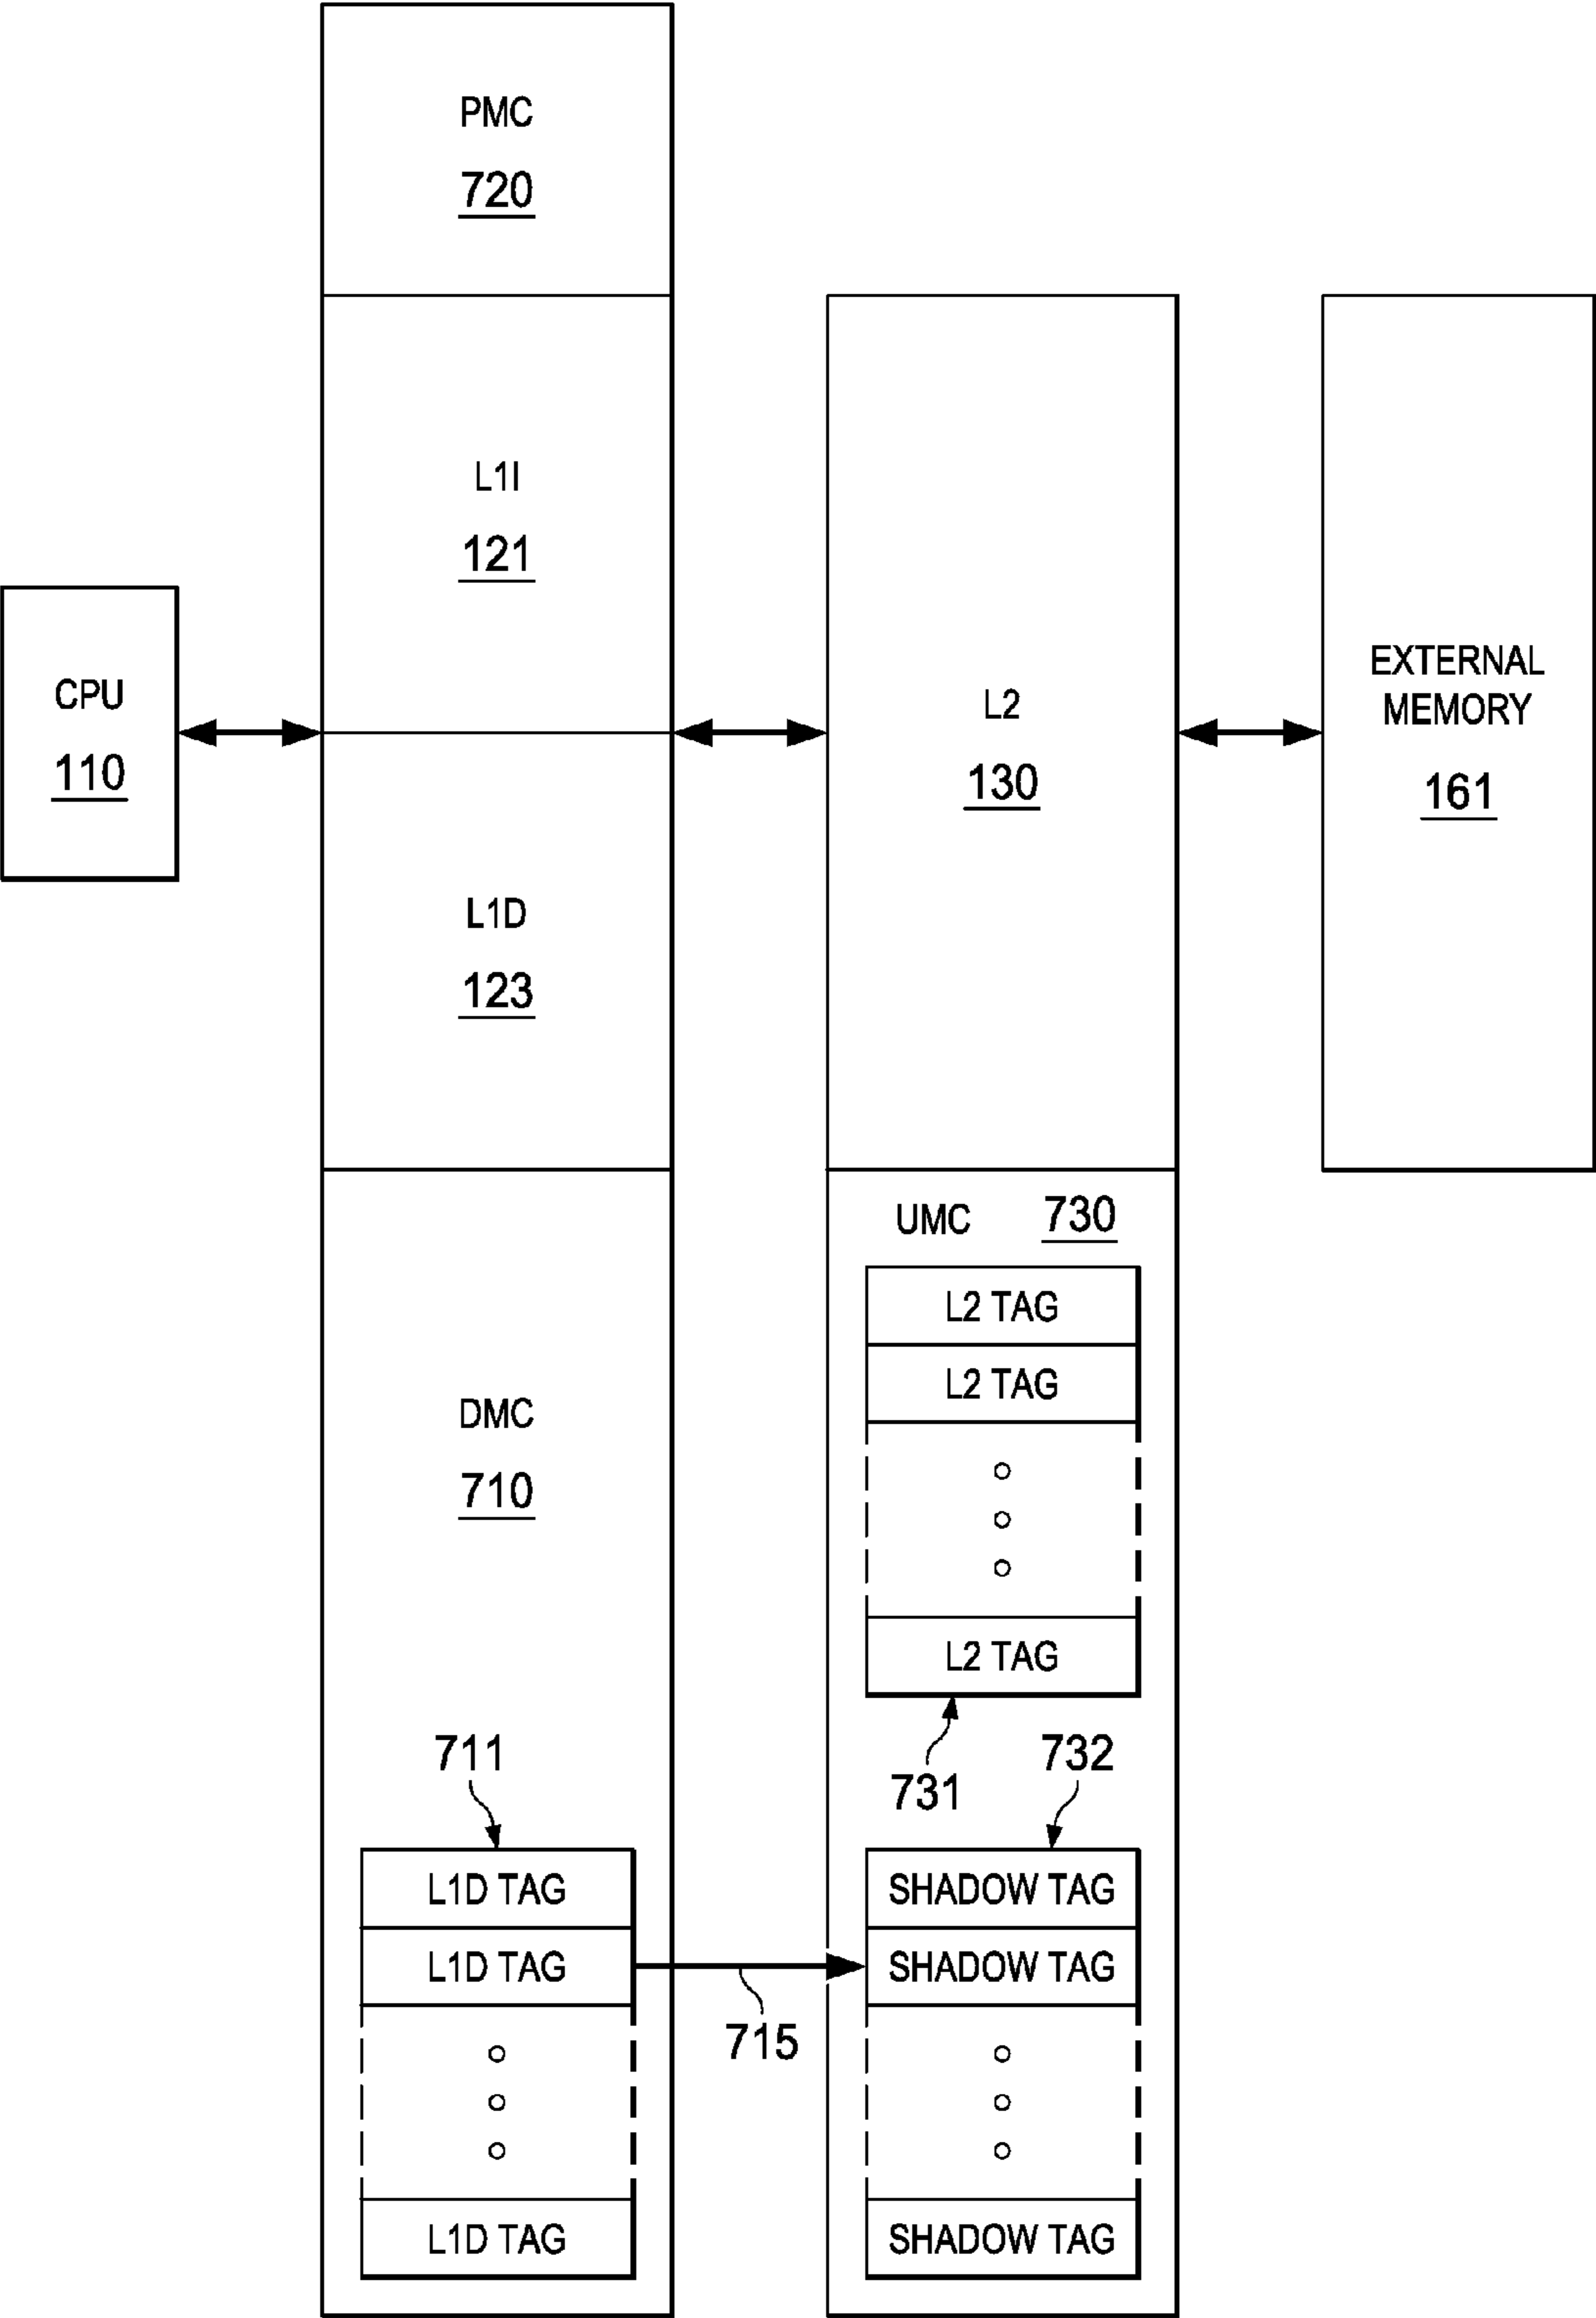 PMC
720
L1I
121
CPU
110
L1D
123
L2
130
EXTERNAL
MEMORY
161
DMC
710
UMC 730
L2 TAG
L2 TAG
L2 TAG
731
711
L1D TAG
L1D TAG
L1D TAG
715
732
SHADOW TAG
SHADOW TAG
SHADOW TAG